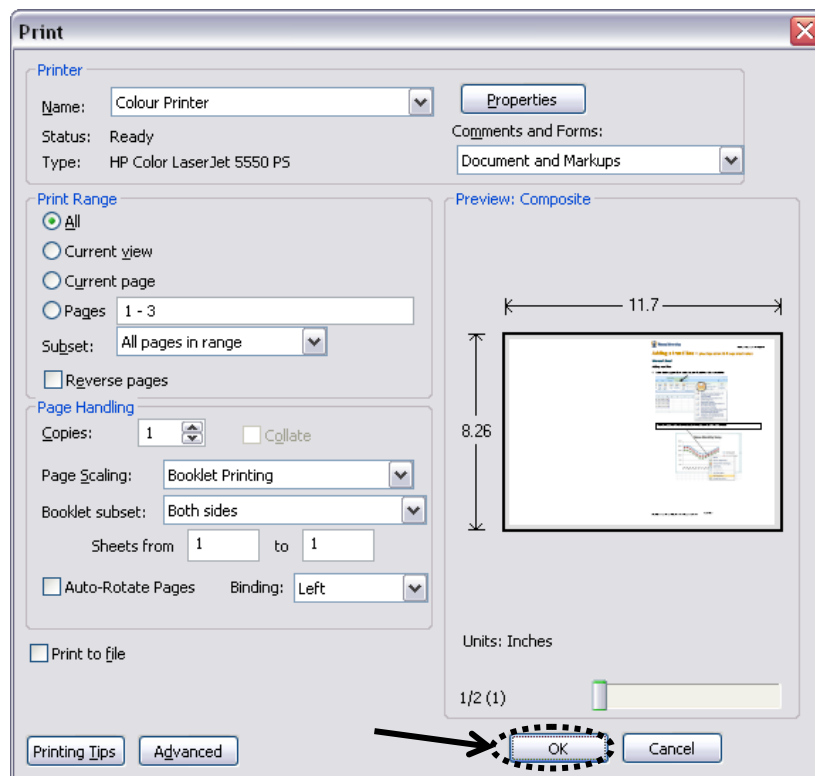 Print
Printer
Name: Colour Printer
Properties
Status: Ready
Comments and Forms:
Type: HP Color LaserJet 5550 PS
Document and Markups
Print Range
All
Current view
Current page
Pages 1 - 3
Subset: All pages in range
Reverse pages
Page Handling
Copies: 1 Collate
Page Scaling: Booklet Printing
Booklet subset: Both sides
Sheets from 1 to 1
Auto-Rotate Pages Binding: Left
Print to file
Preview: Composite
11.7
8.26
Units: Inches
1/2 (1)
Printing Tips
Advanced
OK
Cancel